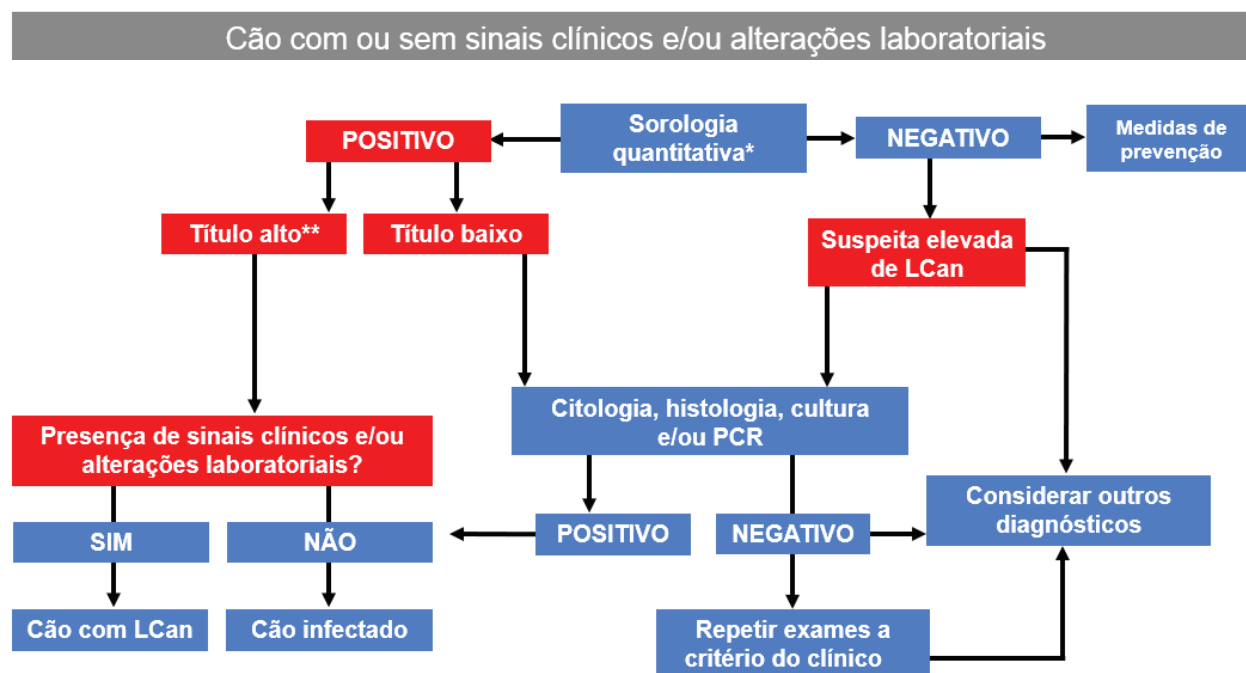 Cão com ou sem sinais clínicos e/ou alterações laboratoriais
POSITIVO
Sorologia
quantitativa*
NEGATIVO
Medidas de
prevenção
Título alto**
Título baixo
Suspeita elevada
de LCan
Citologia, histologia, cultura
e/ou PCR
Presença de sinais clínicos e/ou
alterações laboratoriais?
Considerar outros
diagnósticos
SIM
NÃO
POSITIVO
NEGATIVO
Cão com LCan
Cão infectado
Repetir exames a
critério do clínico